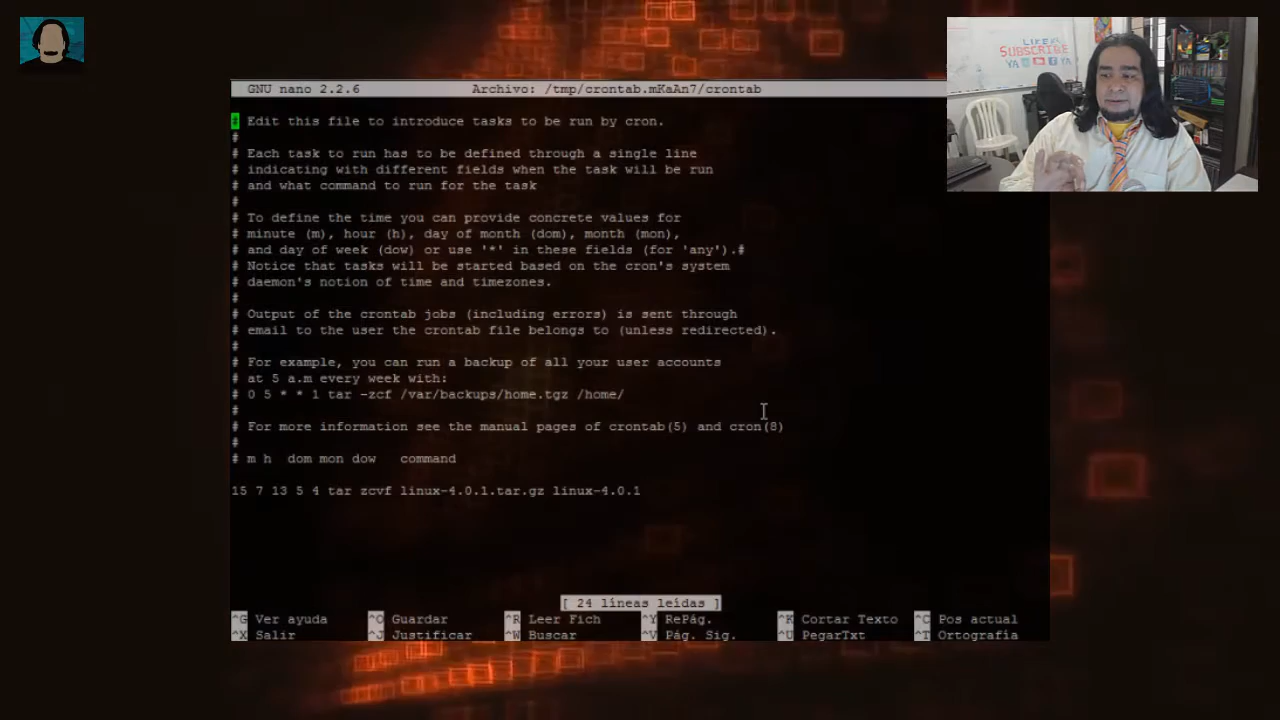 GNU nano 2.2.6 Archivo: /tmp/crontab.mKaAn7/crontab
# Edit this file to introduce tasks to be run by cron.
#
# Each task to run has to be defined through a single line
# indicating with different fields when the task will be run
# and what command to run for the task
#
# To define the time you can provide concrete values for
# minute (m), hour (h), day of month (dom), month (mon),
# and day of week (dow) or use '*' in these fields (for 'any').#
# Notice that tasks will be started based on the cron's system
# daemon's notion of time and timezones.
#
# Output of the crontab jobs (including errors) is sent through
# email to the user the crontab file belongs to (unless redirected).
#
# For example, you can run a backup of all your user accounts
# at 5 a.m every week with:
# 0 5 * * 1 tar -zcf /var/backups/home.tgz /home/
#
# For more information see the manual pages of crontab(5) and cron(8)
#
# m h  dom mon dow   command
15 7 13 5 4 tar zcvf linux-4.0.1.tar.gz linux-4.0.1
[ 24 líneas leídas ]
^G Ver ayuda ^O Guardar ^R Leer Fich ^Y RePág. ^K Cortar Texto ^C Pos actual
^X Salir ^J Justificar ^W Buscar ^V Pág. Sig. ^U PegarTxt ^T Ortografía
LIKE
SUBSCRIBE
YA YA